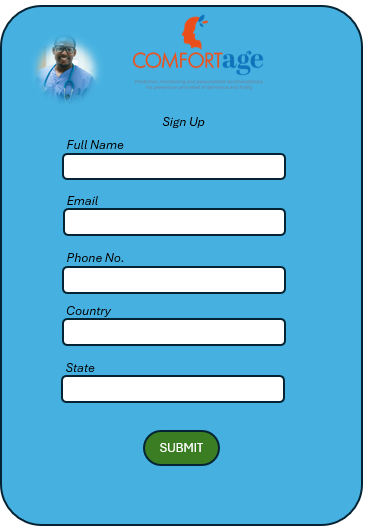 COMFORTage
Sign Up
Full Name
Email
Phone No.
Country
State
SUBMIT